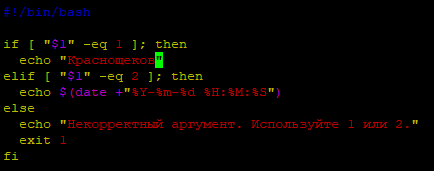 #!/bin/bash

if [ "$1" -eq 1 ]; then
  echo "Краснощеков"
elif [ "$1" -eq 2 ]; then
  echo $(date +"%Y-%m-%d %H:%M:%S")
else
  echo "Некорректный аргумент. Используйте 1 или 2."
  exit 1
fi